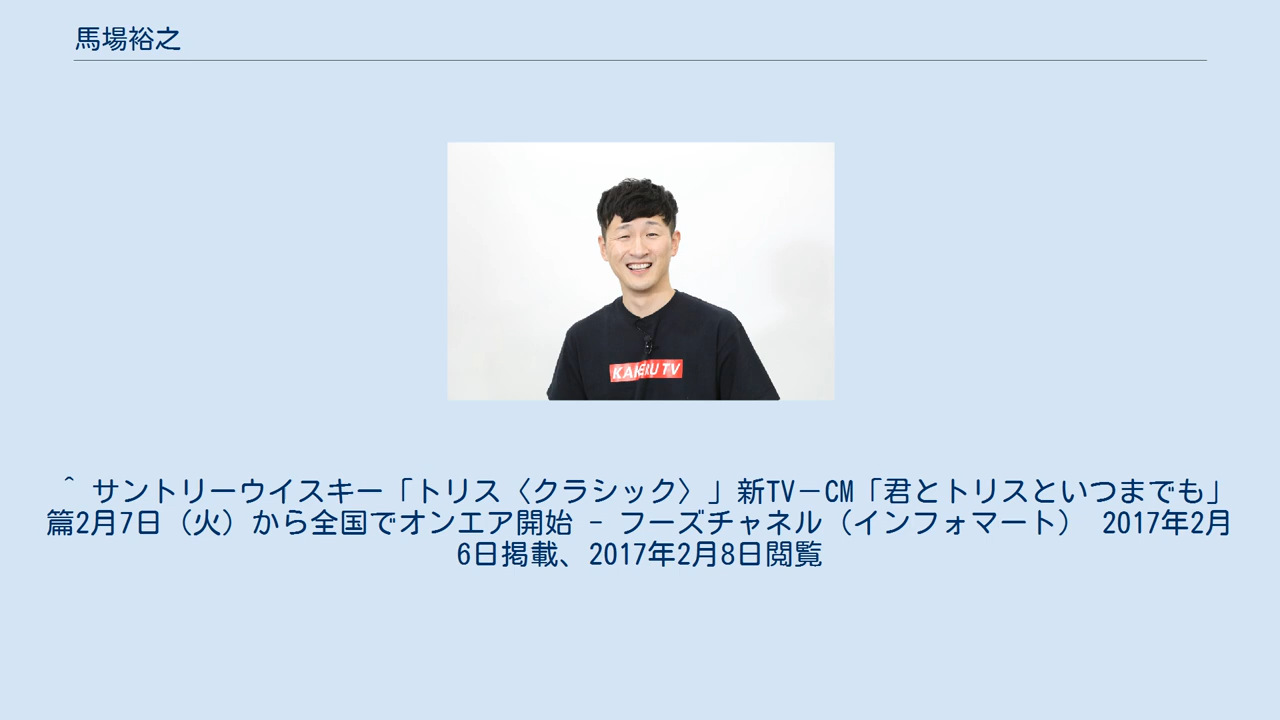 馬場裕之
KAKERU TV
^ サントリーウイスキー「トリス〈クラシック〉」新TV－CM「君とトリスといつまでも」
篇2月7日（火）から全国でオンエア開始 - フーズチャネル（インフォマート） 2017年2月
6日掲載、2017年2月8日閲覧